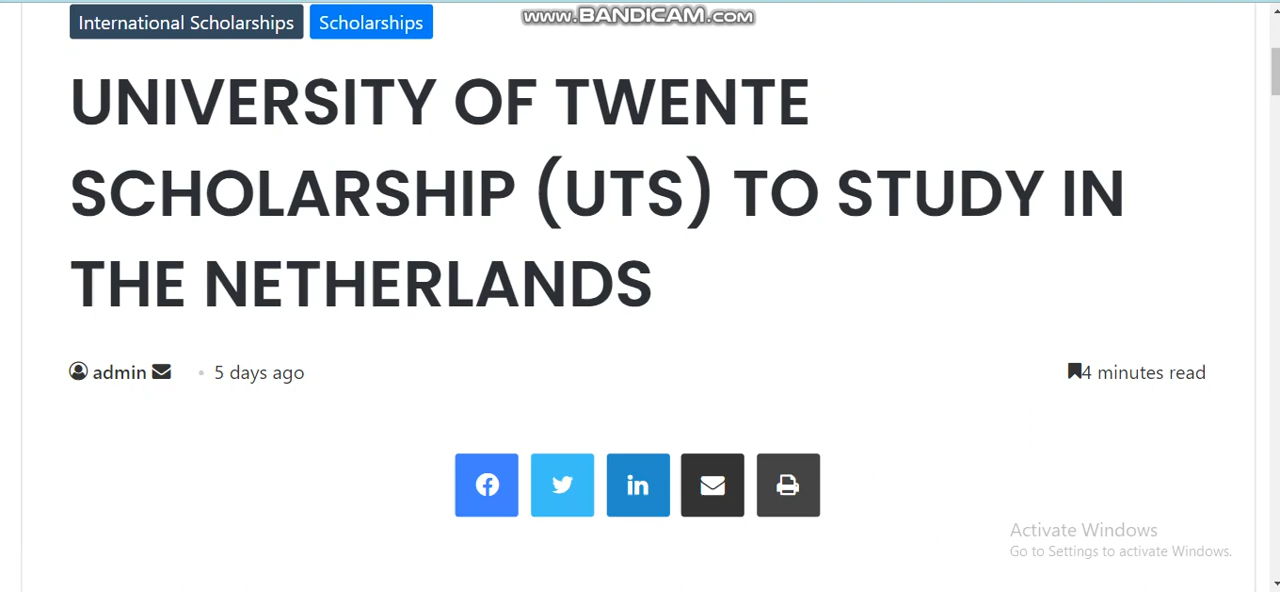 www.BANDICAM.com
International Scholarships Scholarships
UNIVERSITY OF TWENTE
SCHOLARSHIP (UTS) TO STUDY IN
THE NETHERLANDS
admin • 5 days ago 4 minutes read
Activate Windows
Go to Settings to activate Windows.